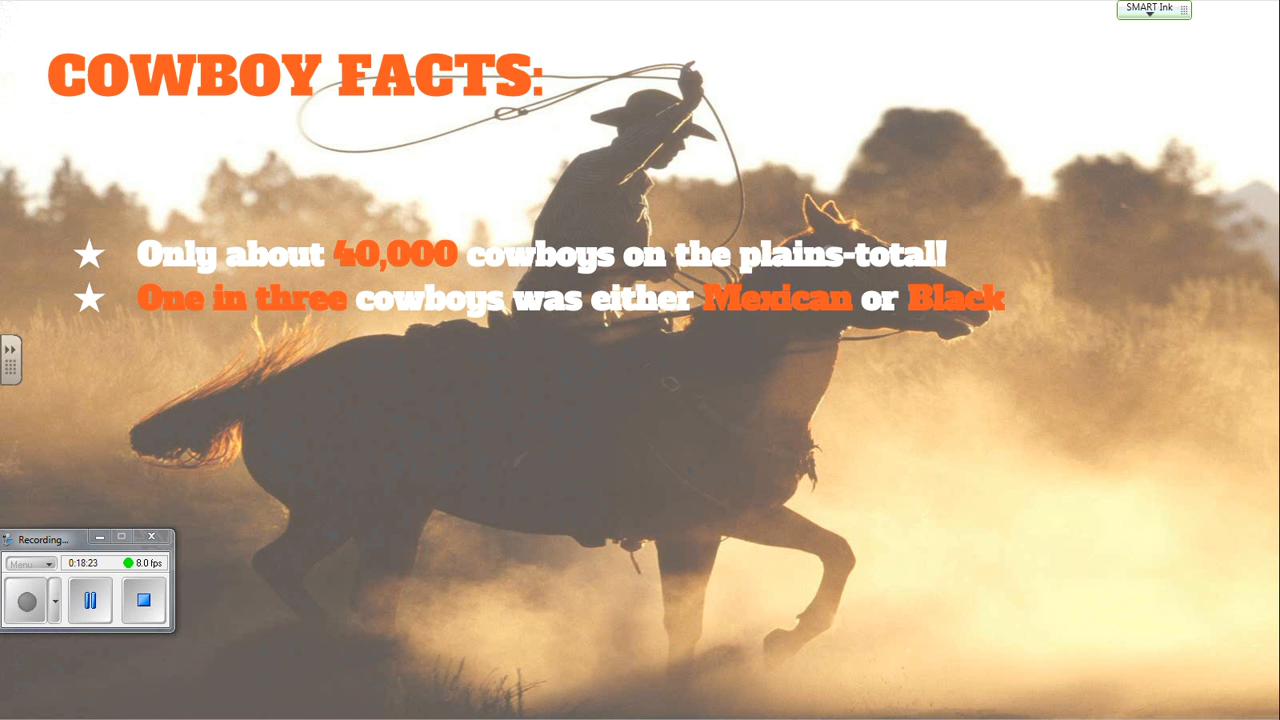 SMART Ink
COWBOY FACTS:
★ Only about 40,000 cowboys on the plains-total!
★ One in three cowboys was either Mexican or Black
Recording...
Menu
0:18:23
8.0 fps